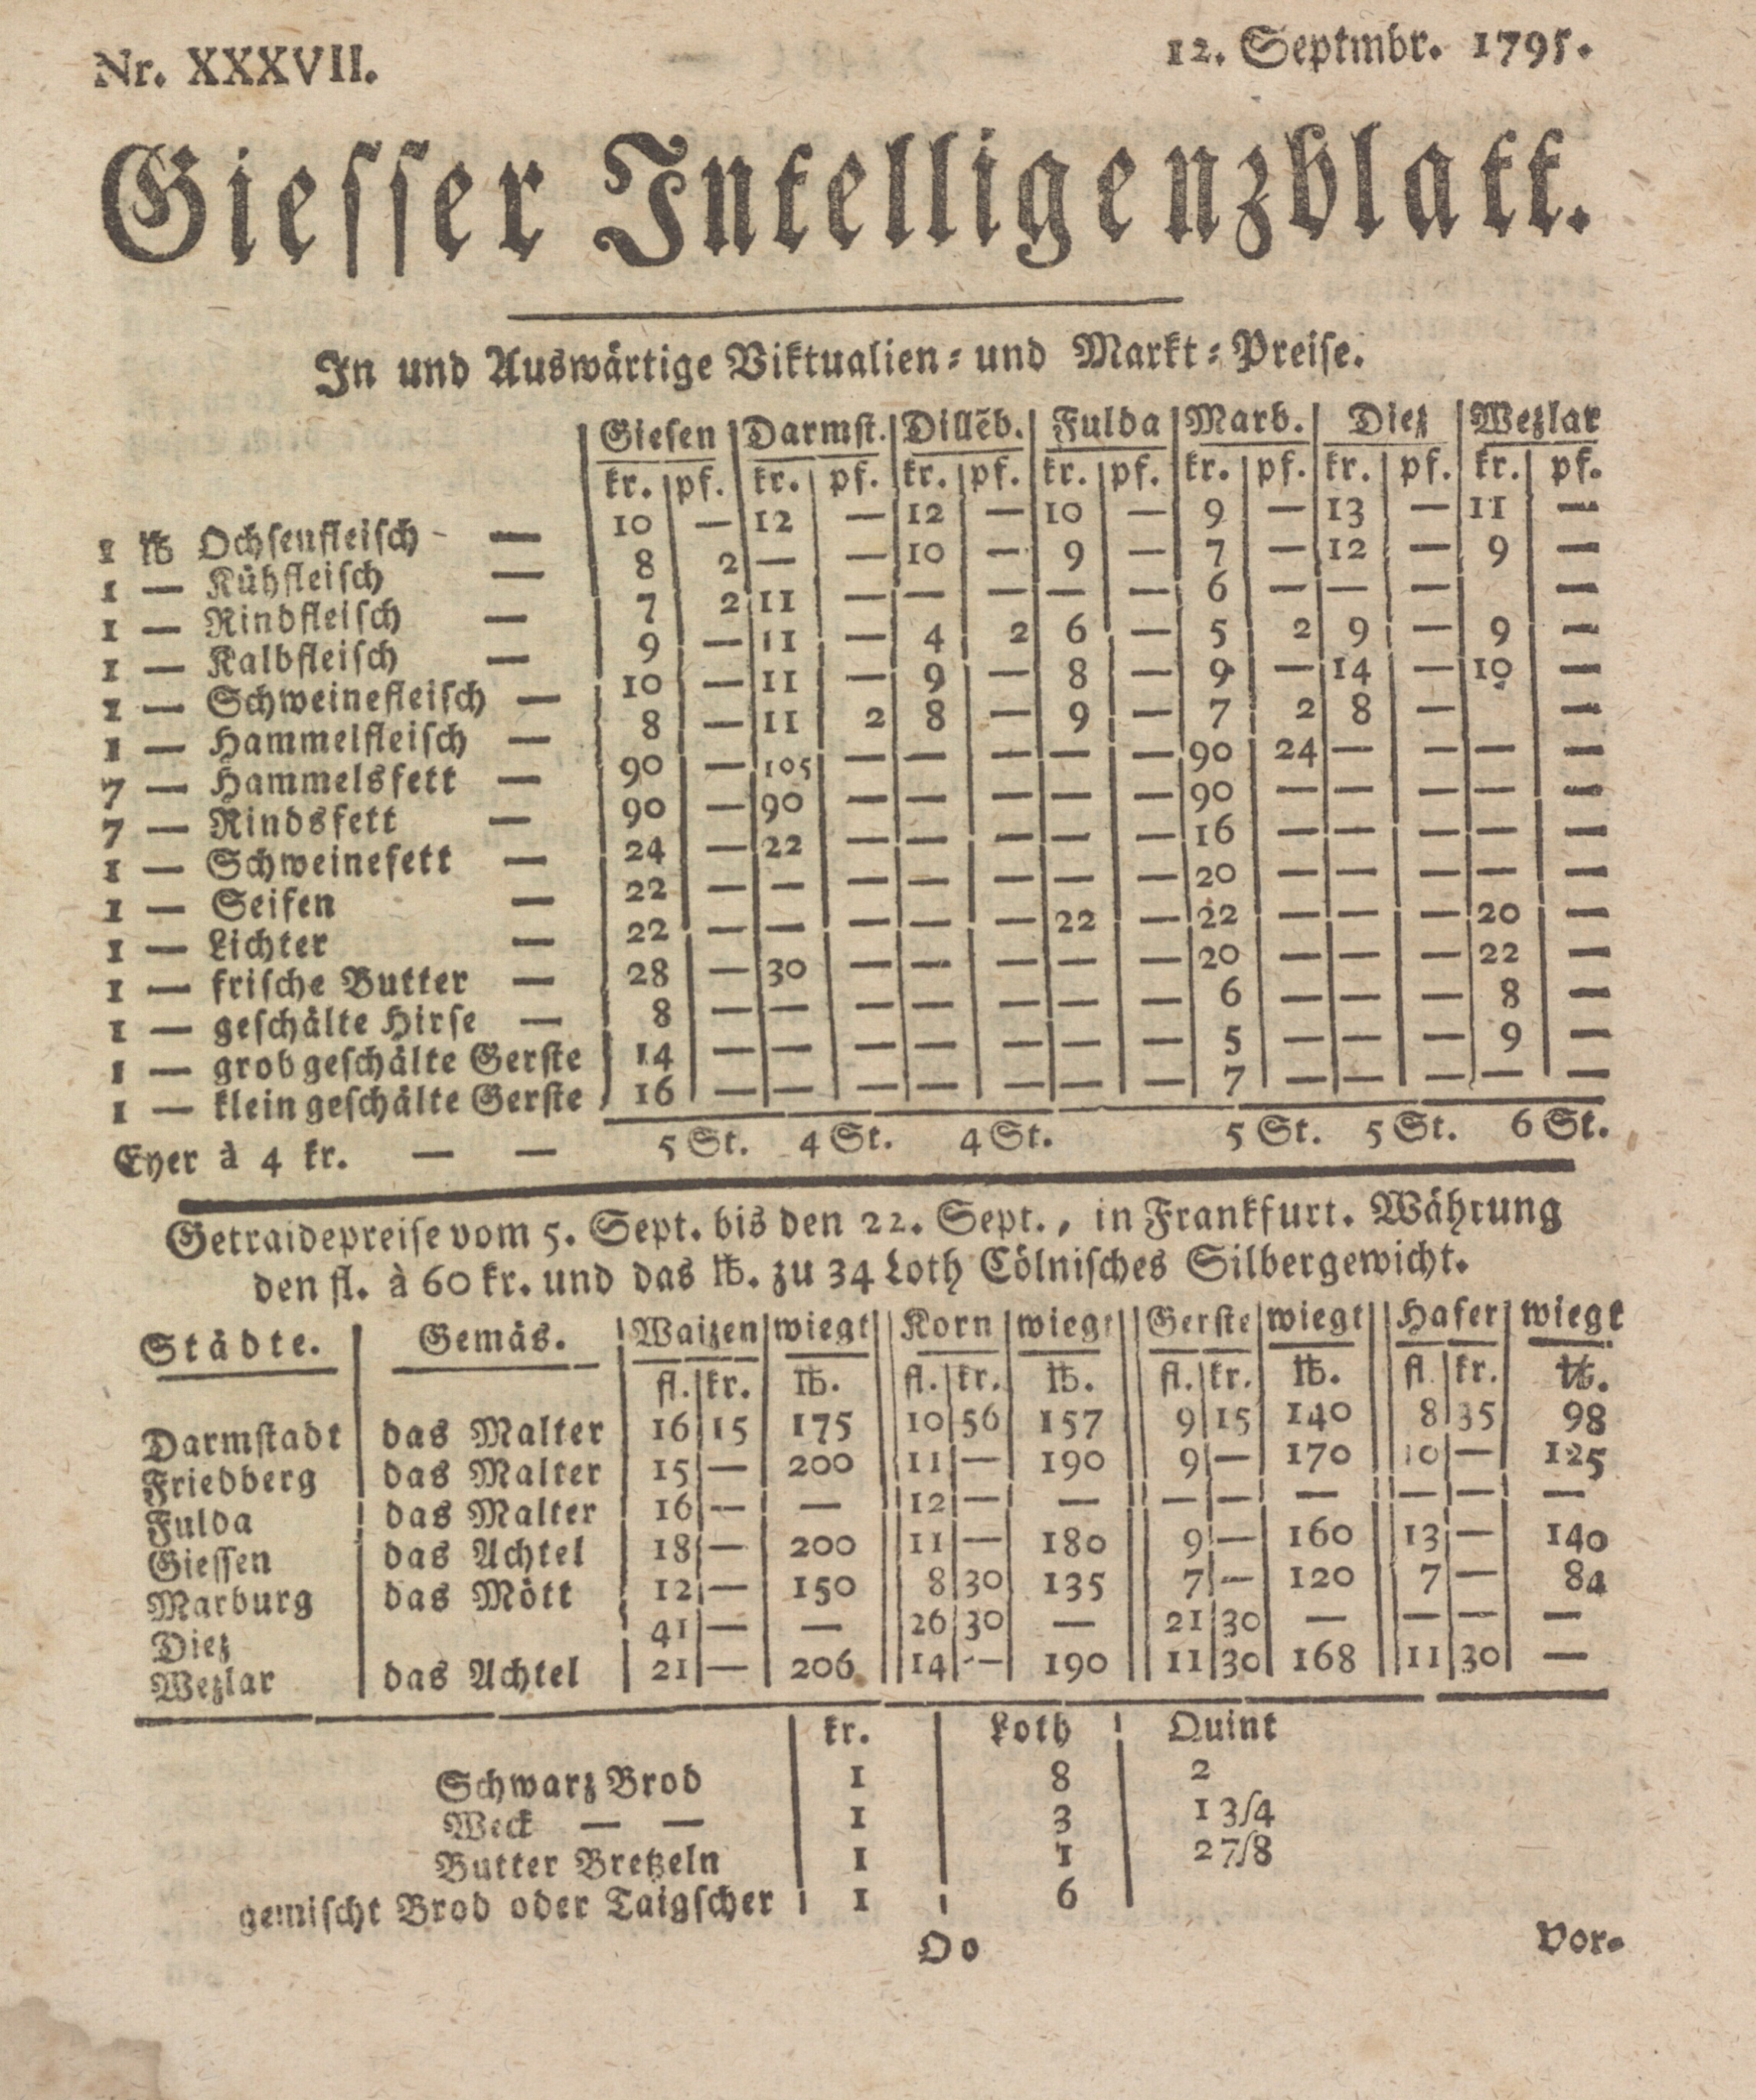 Nr. XXXVII. 12. Septmbr. 1795.
Giesser Intelligenzblatt.
In und Auswärtige Viktualien- und Markt-Preise.
Giesen Darmst. Dillēb. Fulda Marb. Diez Wezlar
kr. pf. kr. pf. kr. pf. kr. pf. kr. pf. kr. pf. kr. pf.
1 ℔ Ochsenfleisch — 10 — 12 — 12 — 10 — 9 — 13 — 11 —
1 — Kühfleisch — 8 2 — — 10 — 9 — 7 — 12 — 9 —
1 — Rindfleisch — 7 2 11 — — — — — 6 — — — —
1 — Kalbfleisch — 9 — 11 — 4 2 6 — 5 2 9 — 9 —
1 — Schweinefleisch — 10 — 11 — 9 — 8 — 9 — 14 — 10 —
1 — Hammelfleisch — 8 — 11 2 8 — 9 — 7 2 8 — —
7 — Hammelsfett — 90 — 105 — — — — — 90 24 — — — —
7 — Rindsfett — 90 — 90 — — — — — 90 — — — — —
1 — Schweinefett — 24 — 22 — — — — — 16 — — — — —
1 — Seifen — 22 — — — — — — — 20 — — — — —
1 — Lichter — 22 — — — — — 22 — 22 — — — 20 —
1 — frische Butter — 28 — 30 — — — — — 20 — — — 22 —
1 — geschälte Hirse — 8 — — — — — — — 6 — — — 8 —
1 — grob geschälte Gerste 14 — — — — — — — 5 — — — 9 —
1 — klein geschälte Gerste 16 — — — — — — — 7 — — — — —
Eyer à 4 kr. — — 5 St. 4 St. 4 St. 5 St. 5 St. 6 St.
Getraidepreise vom 5. Sept. bis den 22. Sept., in Frankfurt. Währung
den fl. à 60 kr. und das ℔. zu 34 Loth Cölnisches Silbergewicht.
Städte. Gemäs. Waizen wiegt Korn wiegt Gerste wiegt Hafer wiegt
fl. kr. ℔. fl. kr. ℔. fl. kr. ℔. fl. kr. ℔.
Darmstadt das Malter 16 15 175 10 56 157 9 15 140 8 35 98
Friedberg das Malter 15 — 200 11 — 190 9 — 170 10 — 125
Fulda das Malter 16 — — 12 — — — — — — — —
Giessen das Achtel 18 — 200 11 — 180 9 — 160 13 — 140
Marburg das Mött 12 — 150 8 30 135 7 — 120 7 — 84
Diez 41 — — 26 30 — 21 30 — — — —
Wezlar das Achtel 21 — 206 14 — 190 11 30 168 11 30 —
kr. Loth Quint
Schwarz Brod 1 8 2
Weck — — 1 3 1 3/4
Butter Bretzeln 1 1 2 7/8
gemischt Brod oder Taigscher 1 6
Oo Vor-